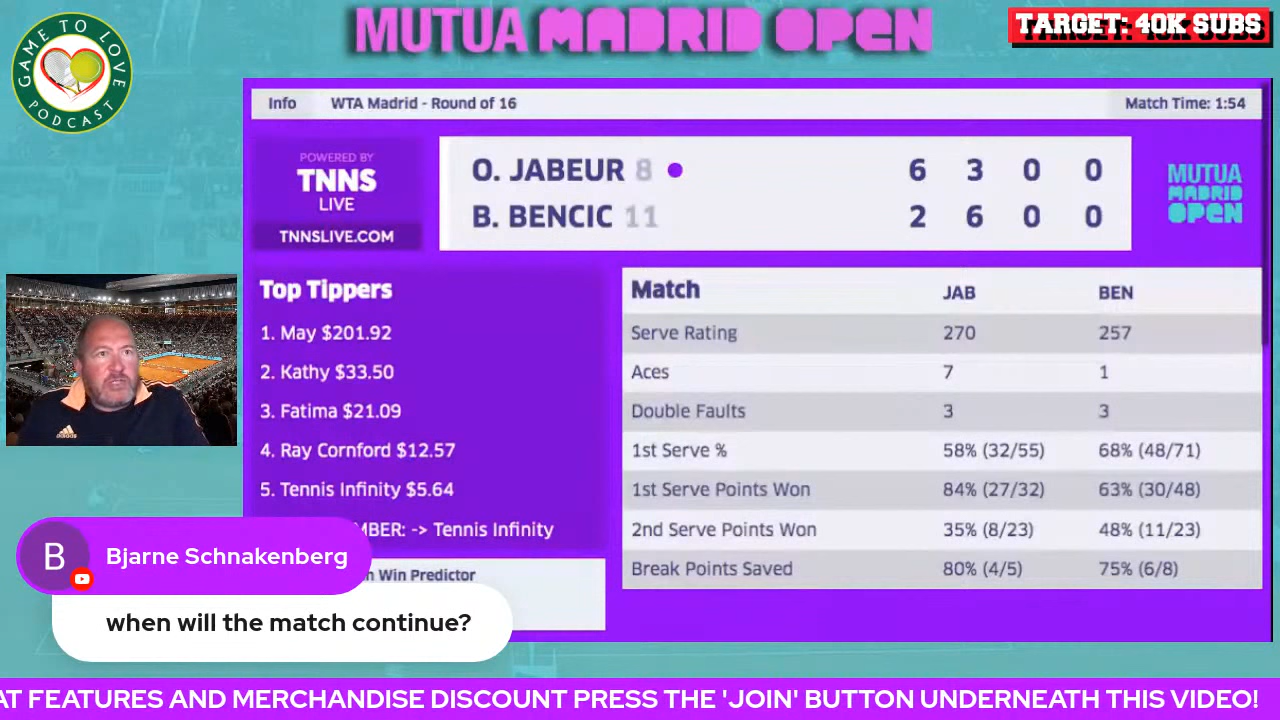 GAME TO LOVE
PODCAST
MUTUA MADRID OPEN
TARGET: 40K SUBS
Info WTA Madrid - Round of 16 Match Time: 1:54
POWERED BY
TNNS
LIVE
TNNSLIVE.COM
O. JABEUR 8 6 3 0 0
B. BENCIC 11 2 6 0 0
MUTUA
MADRID
OPEN
Top Tippers
1. May $201.92
2. Kathy $33.50
3. Fatima $21.09
4. Ray Cornford $12.57
5. Tennis Infinity $5.64
MBER: -> Tennis Infinity
Win Predictor
Match JAB BEN
Serve Rating 270 257
Aces 7 1
Double Faults 3 3
1st Serve % 58% (32/55) 68% (48/71)
1st Serve Points Won 84% (27/32) 63% (30/48)
2nd Serve Points Won 35% (8/23) 48% (11/23)
Break Points Saved 80% (4/5) 75% (6/8)
B Bjarne Schnakenberg
when will the match continue?
AT FEATURES AND MERCHANDISE DISCOUNT PRESS THE 'JOIN' BUTTON UNDERNEATH THIS VIDEO!